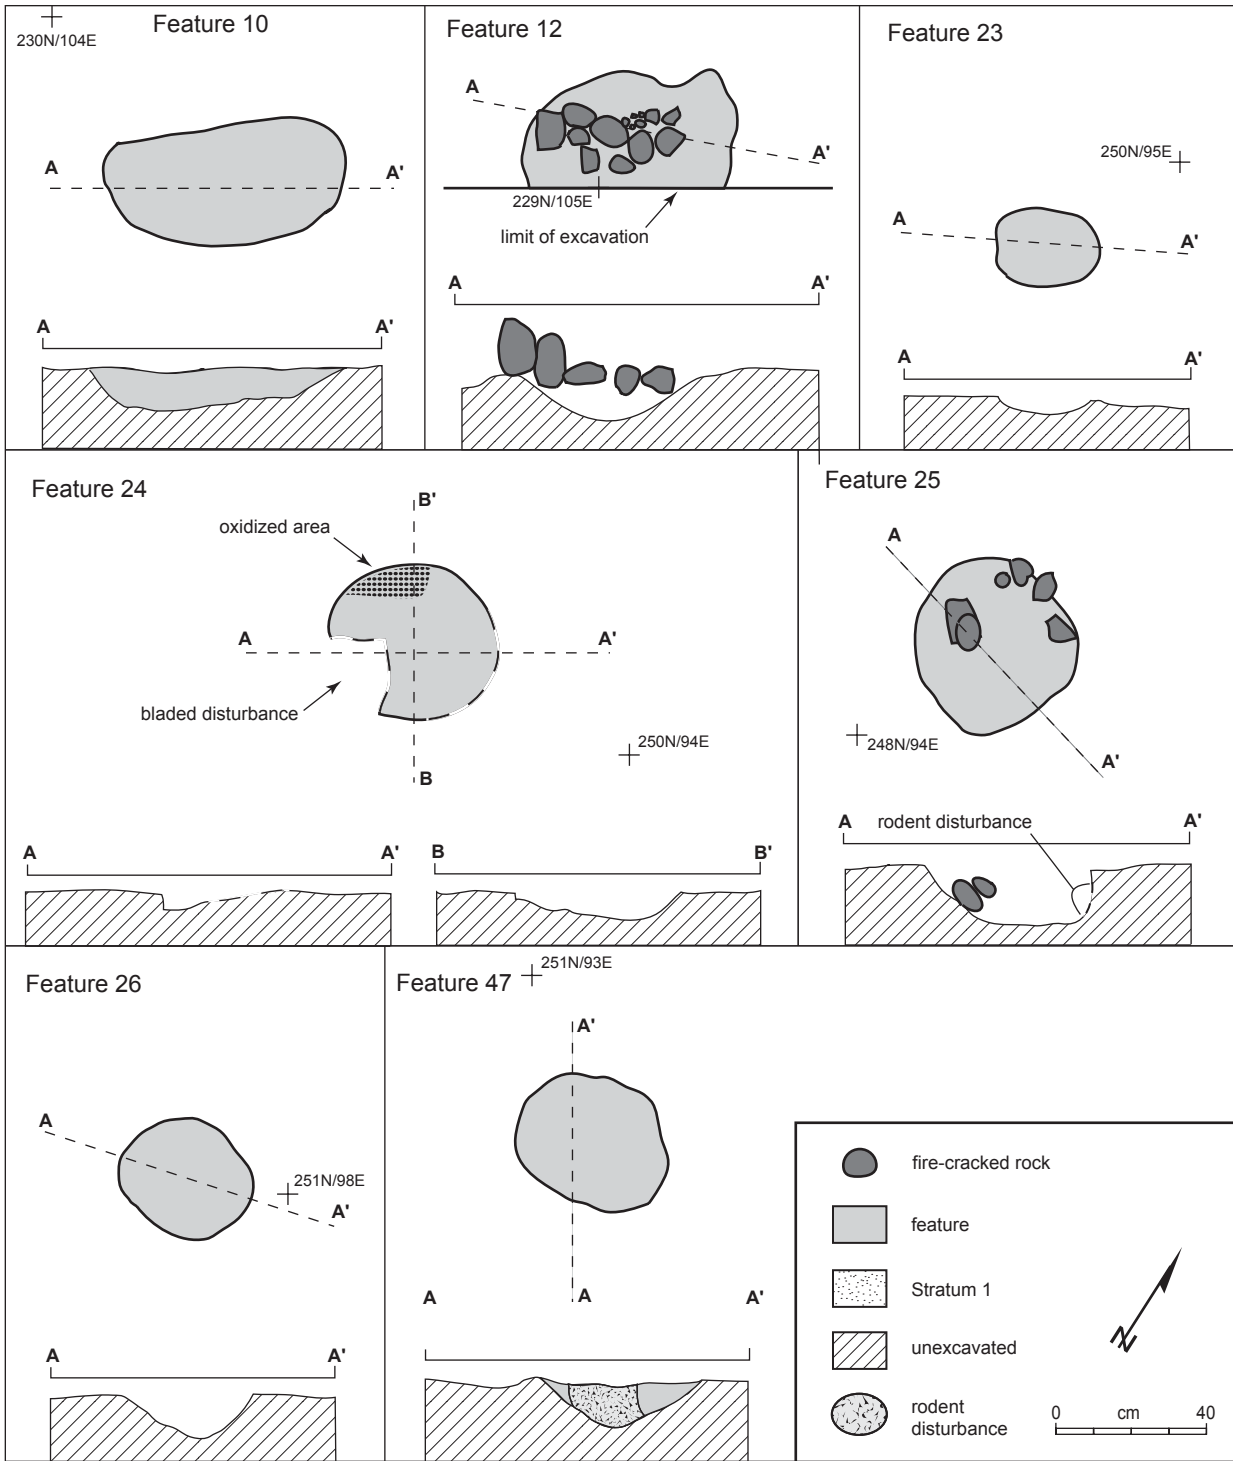 230N/104E
Feature 10
A
A'
A
A'
Feature 12
A
A'
229N/105E
limit of excavation
A
A'
Feature 23
250N/95E
A
A'
A
A'
Feature 24
B'
oxidized area
A
A'
bladed disturbance
250N/94E
B
A
A'
B
B'
Feature 25
A
248N/94E
A'
rodent disturbance
A
A'
Feature 26
A
251N/98E
A'
A
A'
Feature 47
251N/93E
A'
A
A
A'
fire-cracked rock
feature
Stratum 1
unexcavated
rodent
disturbance
N
0 cm 40